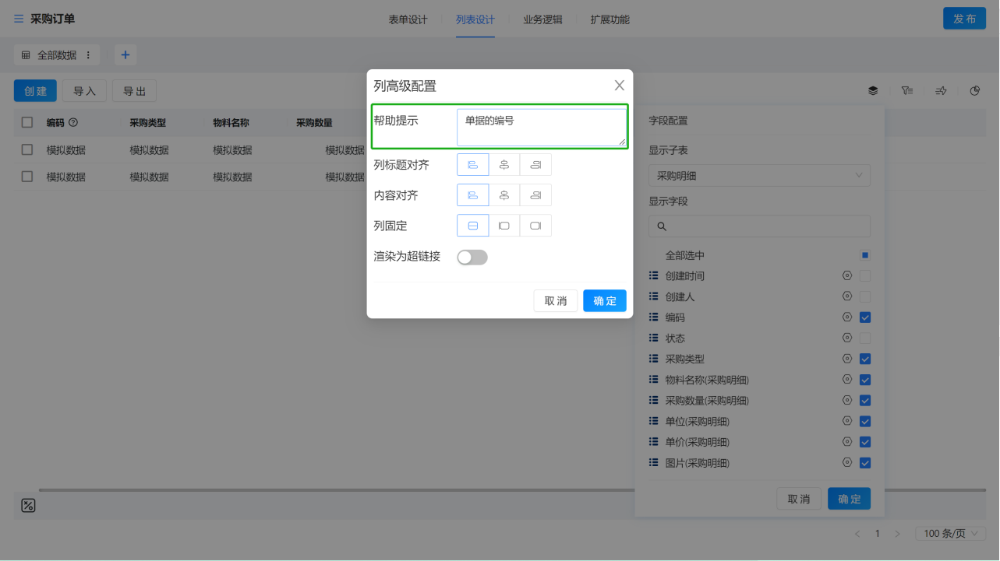 采购订单
表单设计 列表设计 业务逻辑 扩展功能
发布
全部数据
创建 导入 导出
编码 采购类型 物料名称 采购数量
模拟数据 模拟数据 模拟数据 模拟数据
模拟数据 模拟数据 模拟数据 模拟数据
列高级配置
帮助提示 单据的编号
列标题对齐
内容对齐
列固定
渲染为超链接
取消 确定
字段配置
显示子表
采购明细
显示字段
全部选中
创建时间
创建人
编码
状态
采购类型
物料名称(采购明细)
采购数量(采购明细)
单位(采购明细)
单价(采购明细)
图片(采购明细)
取消 确定
1
100 条/页